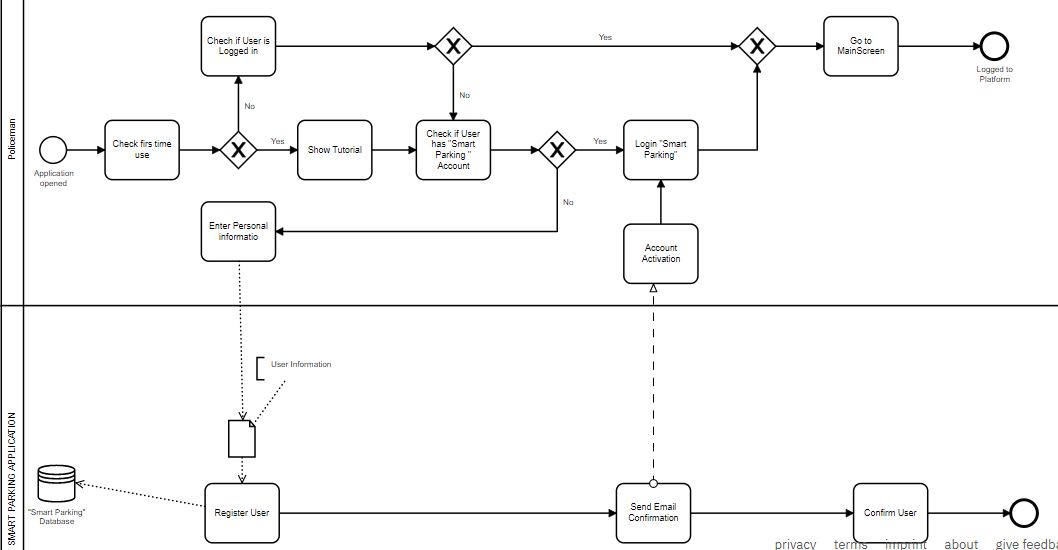 Policeman
Chech if User is
Logged in
Yes
Go to
MainScreen
Logged to
Platform
No
No
Application
opened
Check firs time
use
Yes
Show Tutorial
Check if User
has "Smart
Parking "
Account
Yes
Login "Smart
Parking"
No
Enter Personal
informatio
Account
Activation
SMART PARKING APPLICATION
User Information
"Smart Parking"
Database
Register User
Send Email
Confirmation
Confirm User
privacy terms imprint about give feedba